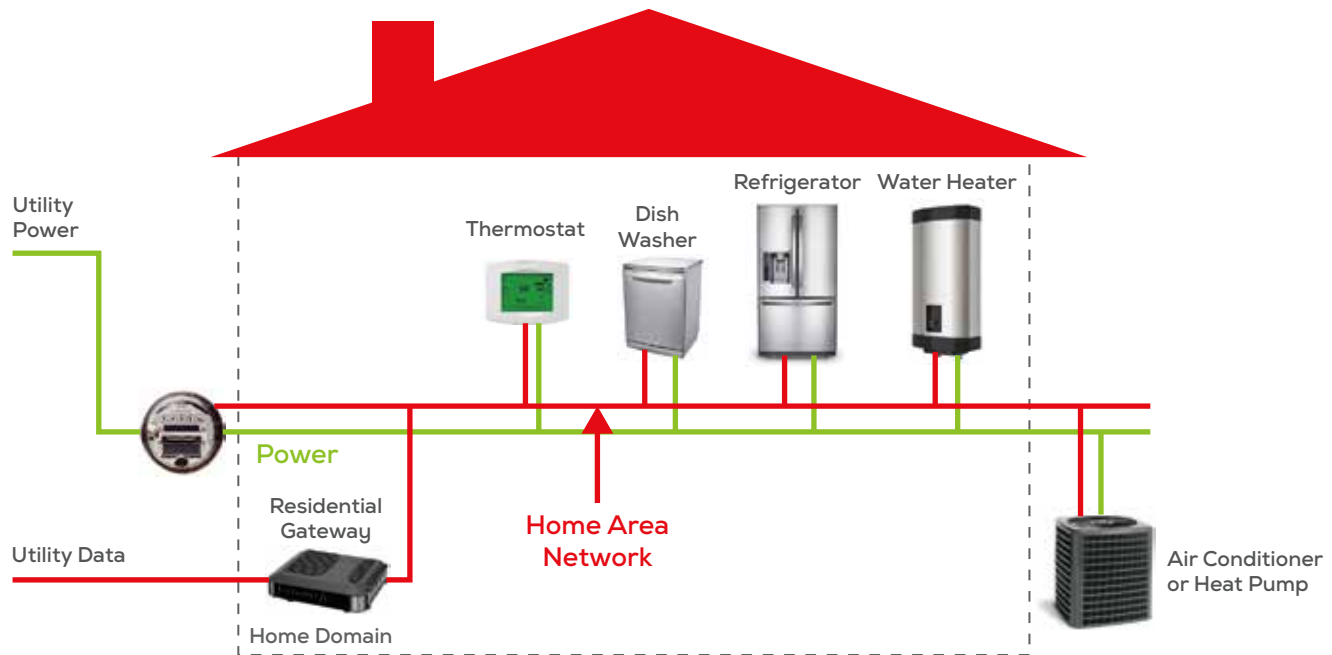 Refrigerator
Water Heater
Utility
Power
Thermostat
Dish
Washer
Power
Residential
Gateway
Home Area
Network
Utility Data
Air Conditioner
or Heat Pump
Home Domain